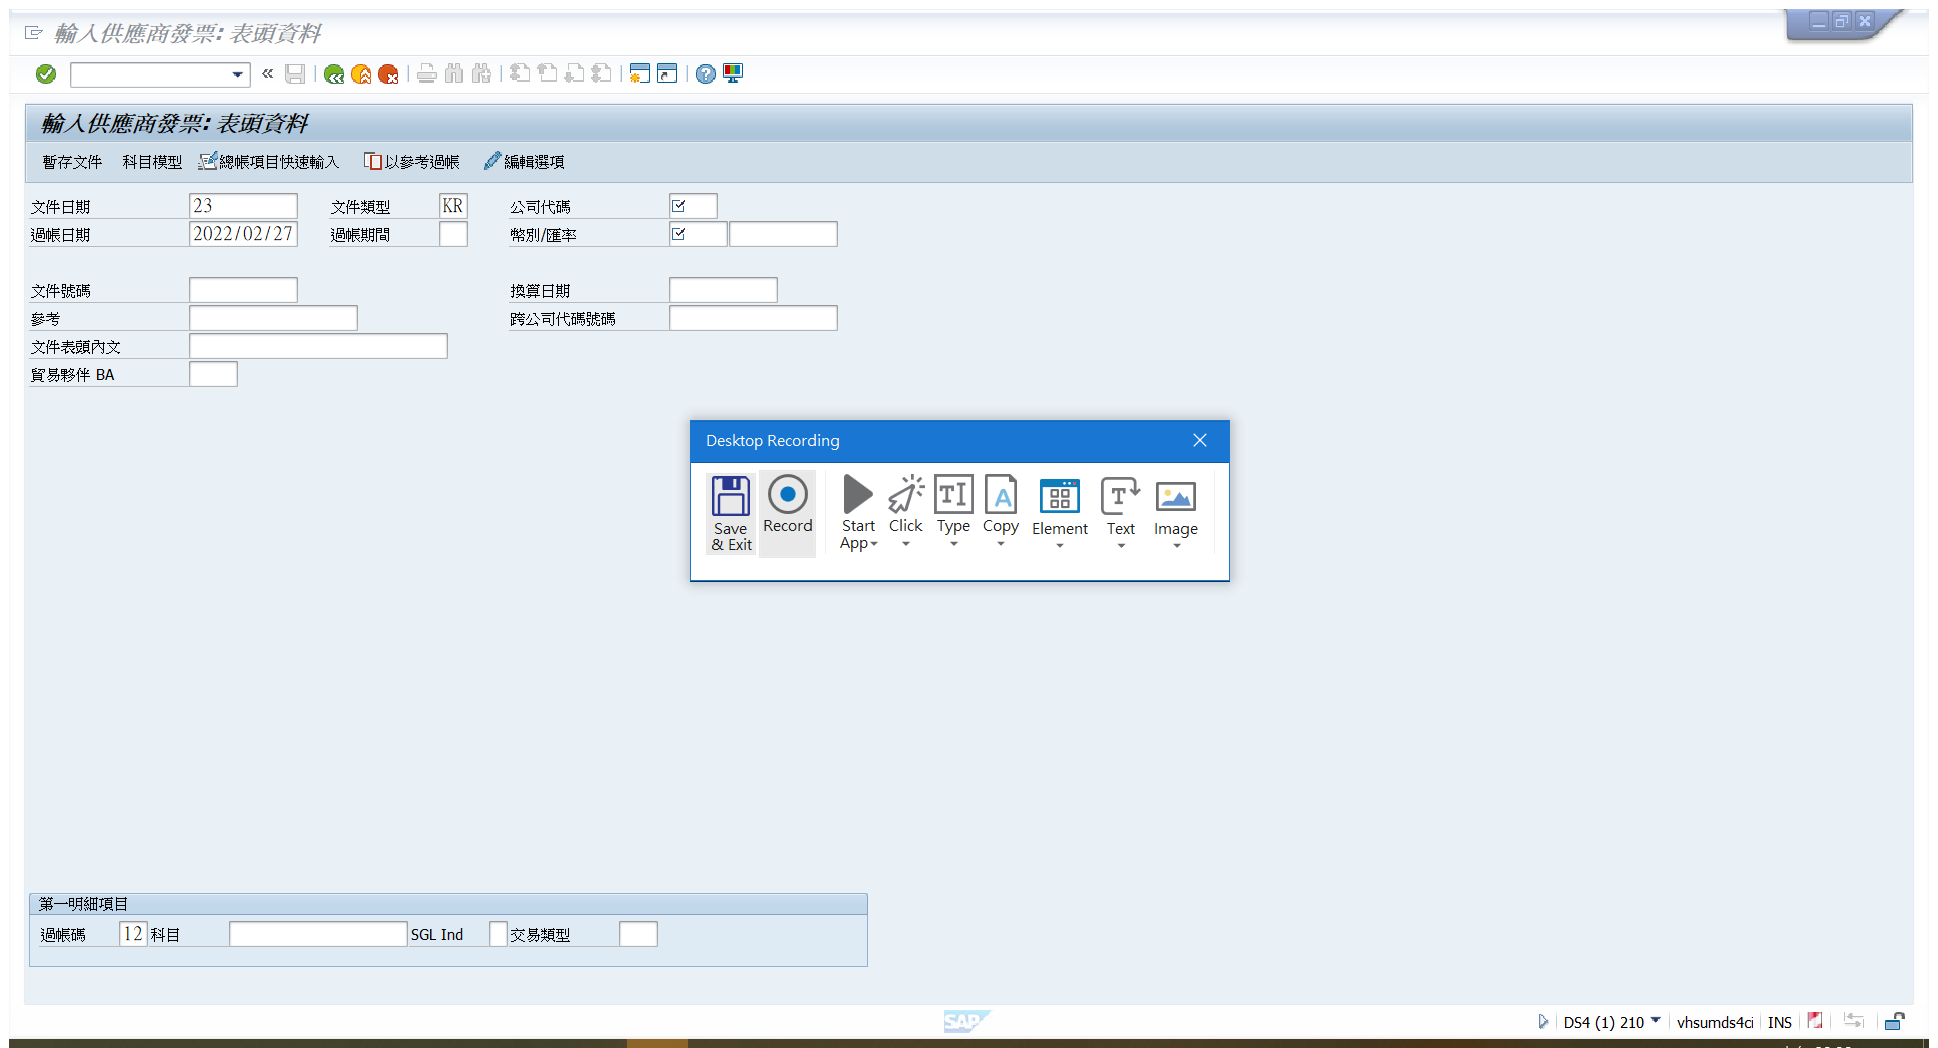 輸入供應商發票: 表頭資料
輸入供應商發票: 表頭資料
暫存文件 科目模型 總帳項目快速輸入 以參考過帳 編輯選項
文件日期 23 文件類型 KR 公司代碼
過帳日期 2022/02/27 過帳期間 幣別/匯率
文件號碼 換算日期
參考 跨公司代碼號碼
文件表頭內文
貿易夥伴 BA
Desktop Recording
Save & Exit Record Start App Click Type Copy Element Text Image
第一明細項目
過帳碼 12 科目 SGL Ind 交易類型
SAP
DS4 (1) 210 vhsumds4ci INS